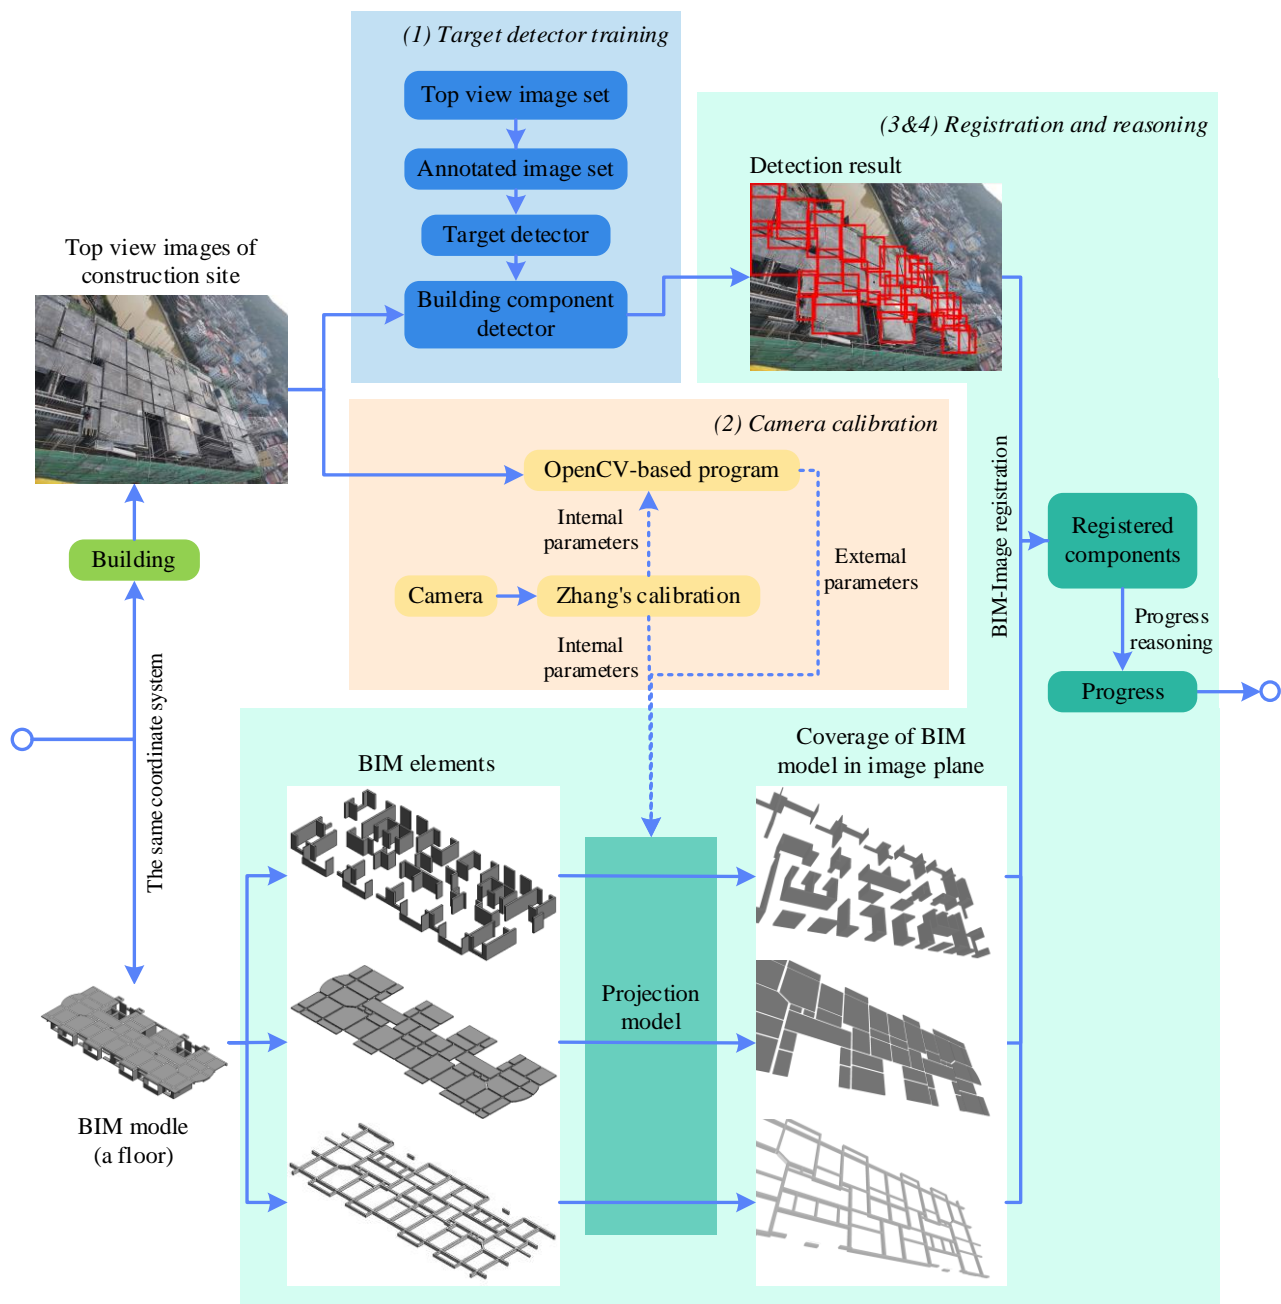 (1) Target detector training
Top view image set
Annotated image set
Target detector
Building component
detector
(3&4) Registration and reasoning
Detection result
Top view images of
construction site
(2) Camera calibration
OpenCV-based program
Internal
parameters
External
parameters
Camera
Zhang's calibration
Internal
parameters
Building
The same coordinate system
BIM-Image registration
Registered
components
Progress
reasoning
Progress
BIM elements
Coverage of BIM
model in image plane
Projection
model
BIM modle
(a floor)